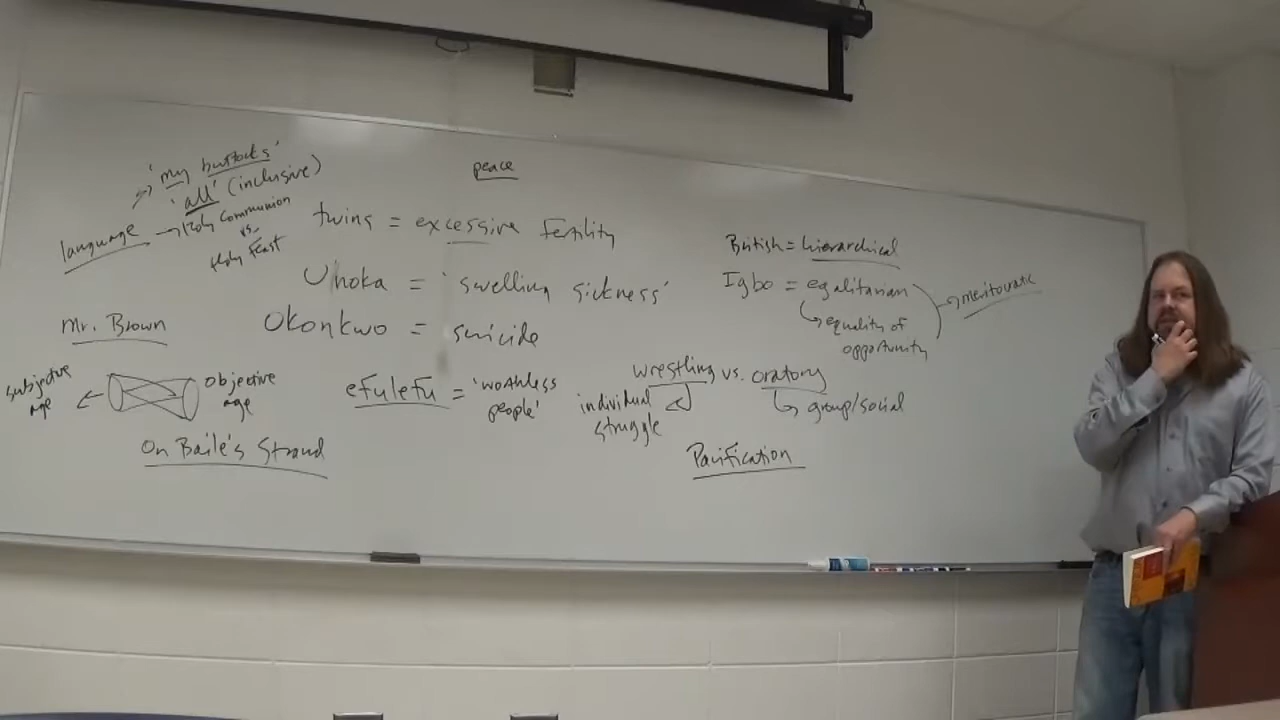 'my buttocks'
'all' (inclusive)
language → Holy Communion
vs.
Holy Feast
peace
twins = excessive fertility
Unoka = 'swelling sickness'
Okonkwo = suicide
efulefu = 'worthless
people'
Mr. Brown
subjective
age
objective
age
On Baile's Strand
British = hierarchical
Igbo = egalitarian
equality of
opportunity
meritocratic
wrestling vs. oratory
individual
struggle
group/social
Pacification